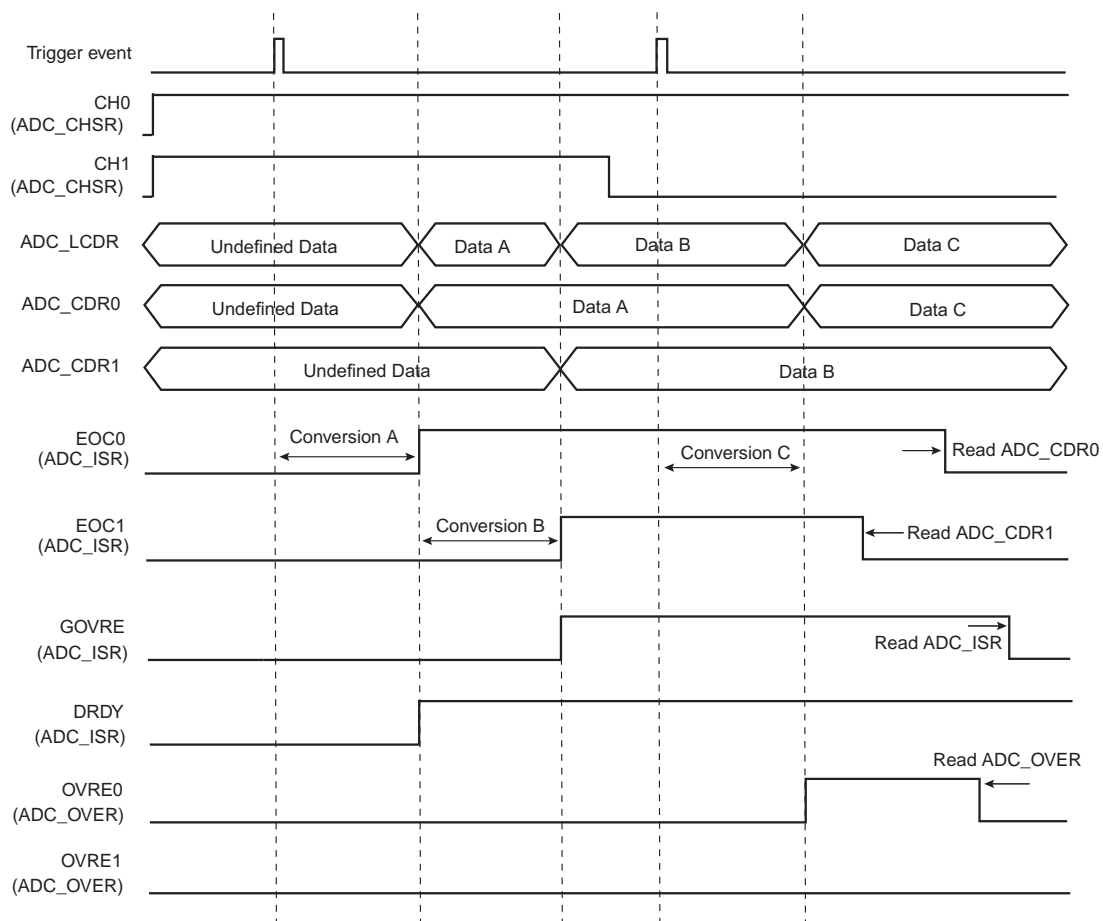 Trigger event
CH0
(ADC_CHSR)
CH1
(ADC_CHSR)
ADC_LCDR
Undefined Data
Data A
Data B
Data C
ADC_CDR0
Undefined Data
Data A
Data C
ADC_CDR1
Undefined Data
Data B
EOC0
(ADC_ISR)
Conversion A
Conversion C
Read ADC_CDR0
EOC1
(ADC_ISR)
Conversion B
Read ADC_CDR1
GOVRE
(ADC_ISR)
Read ADC_ISR
DRDY
(ADC_ISR)
Read ADC_OVER
OVRE0
(ADC_OVER)
OVRE1
(ADC_OVER)